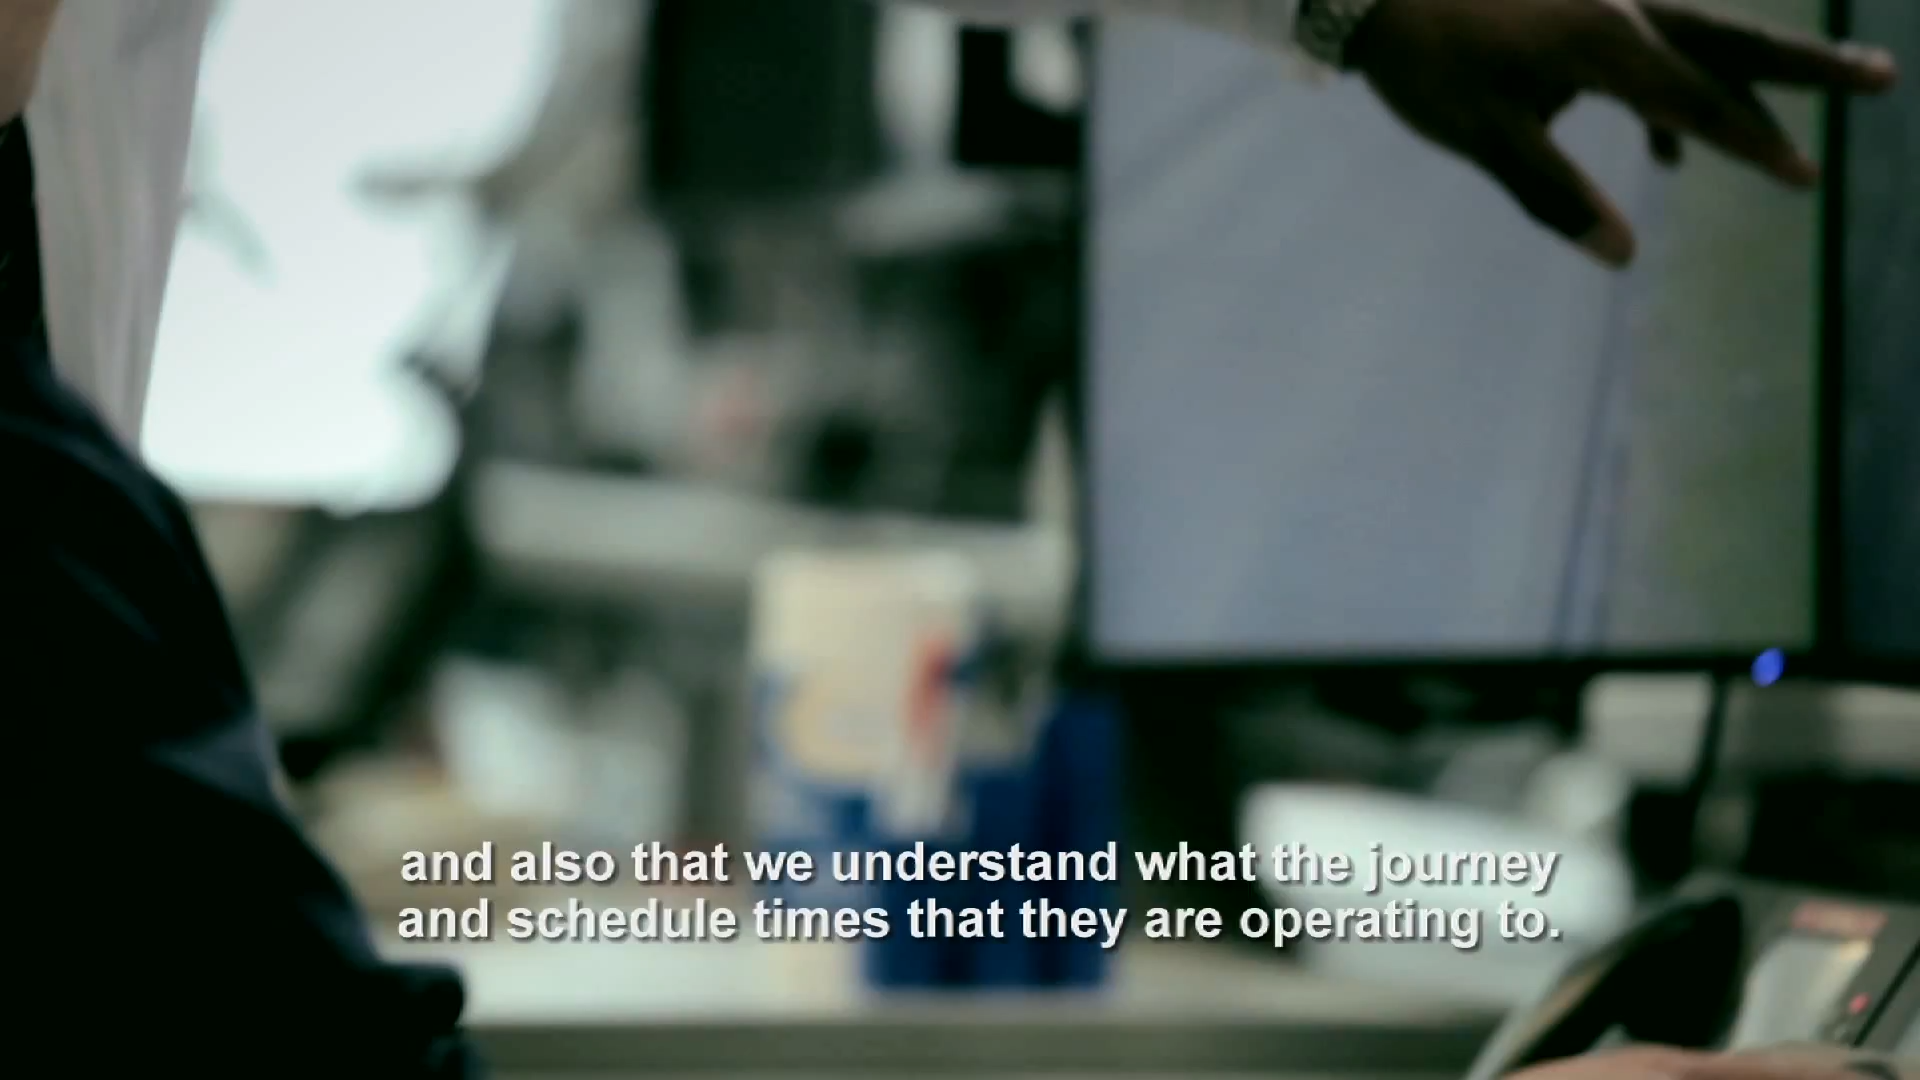 and also that we understand what the journey
and schedule times that they are operating to.